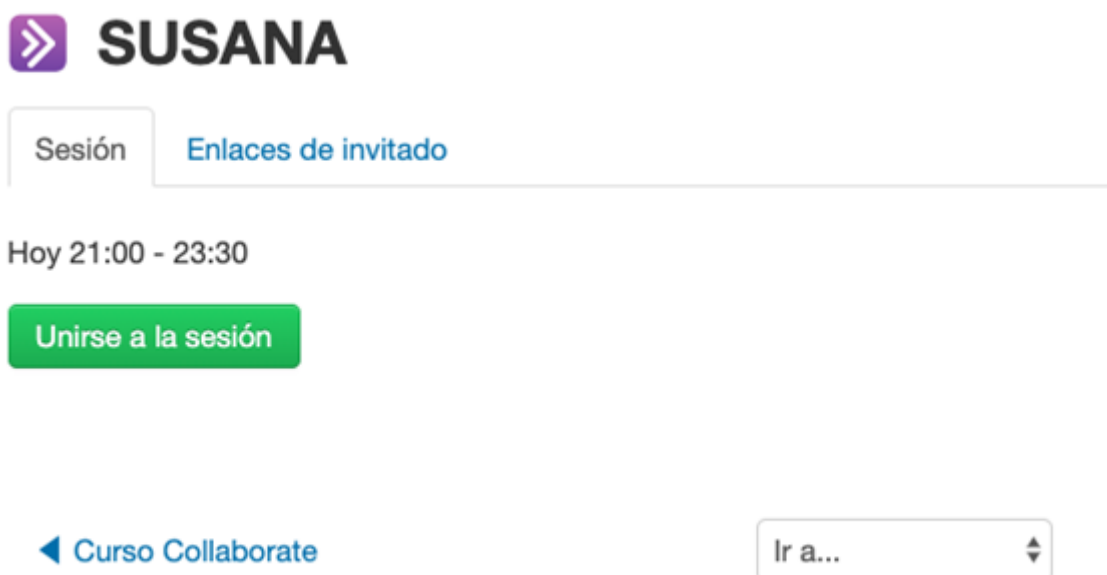 SUSANA
Sesión Enlaces de invitado
Hoy 21:00 - 23:30
Unirse a la sesión
Curso Collaborate Ir a...